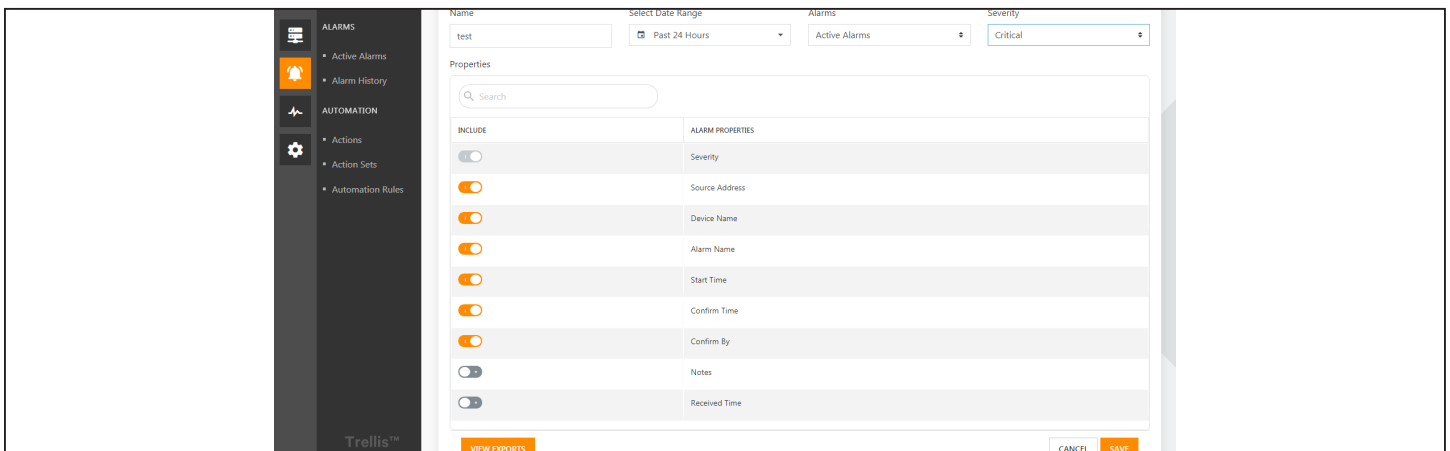 ALARMS
Active Alarms
Alarm History
AUTOMATION
Actions
Action Sets
Automation Rules
Trellis™
Name
Select Date Range
Alarms
Severity
test
Past 24 Hours
Active Alarms
Critical
Properties
Search
INCLUDE
ALARM PROPERTIES
Severity
Source Address
Device Name
Alarm Name
Start Time
Confirm Time
Confirm By
Notes
Received Time
VIEW EXPORTS
CANCEL
SAVE